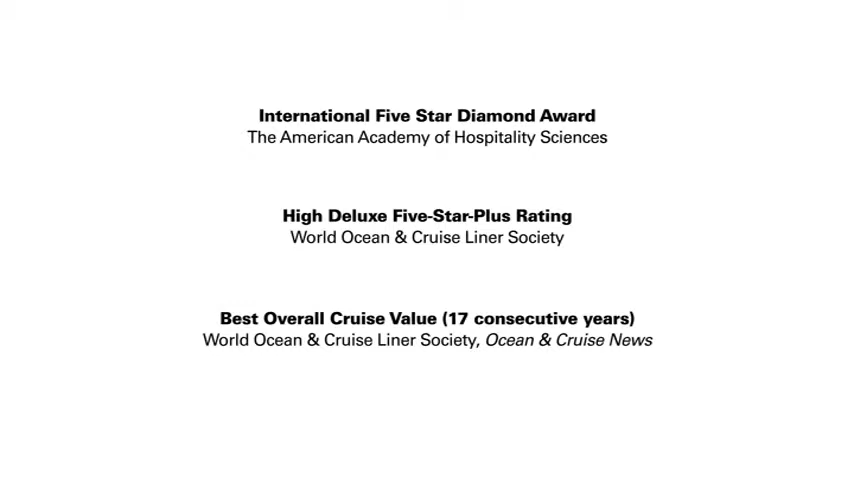 International Five Star Diamond Award
The American Academy of Hospitality Sciences
High Deluxe Five-Star-Plus Rating
World Ocean & Cruise Liner Society
Best Overall Cruise Value (17 consecutive years)
World Ocean & Cruise Liner Society, Ocean & Cruise News